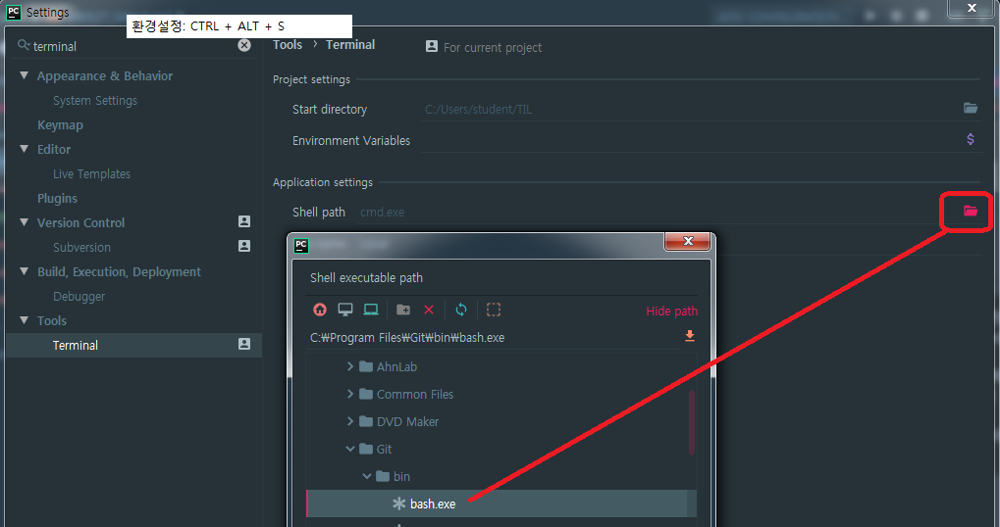 PC Settings
환경설정: CTRL + ALT + S
terminal
Appearance & Behavior
System Settings
Keymap
Editor
Live Templates
Plugins
Version Control
Subversion
Build, Execution, Deployment
Debugger
Tools
Terminal
Tools › Terminal
For current project
Project settings
Start directory C:/Users/student/TIL
Environment Variables $
Application settings
Shell path cmd.exe
PC
Shell executable path
Hide path
C:₩Program Files₩Git₩bin₩bash.exe
AhnLab
Common Files
DVD Maker
Git
bin
bash.exe